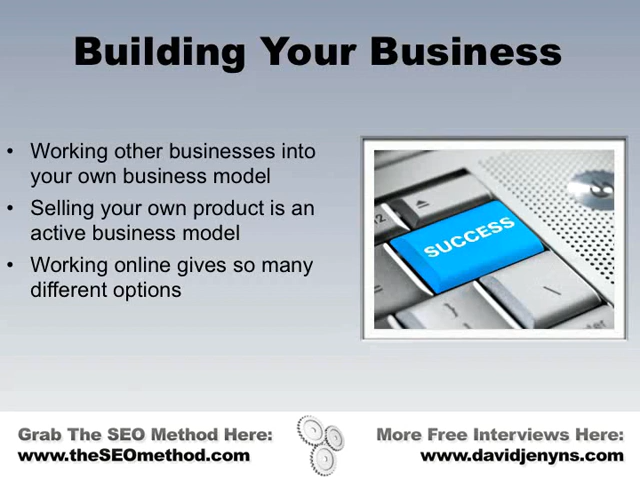 Building Your Business
• Working other businesses into
your own business model
• Selling your own product is an
active business model
• Working online gives so many
different options
12
SUCCESS
\
enter
Grab The SEO Method Here:
www.theSEOmethod.com
More Free Interviews Here:
www.davidjenyns.com